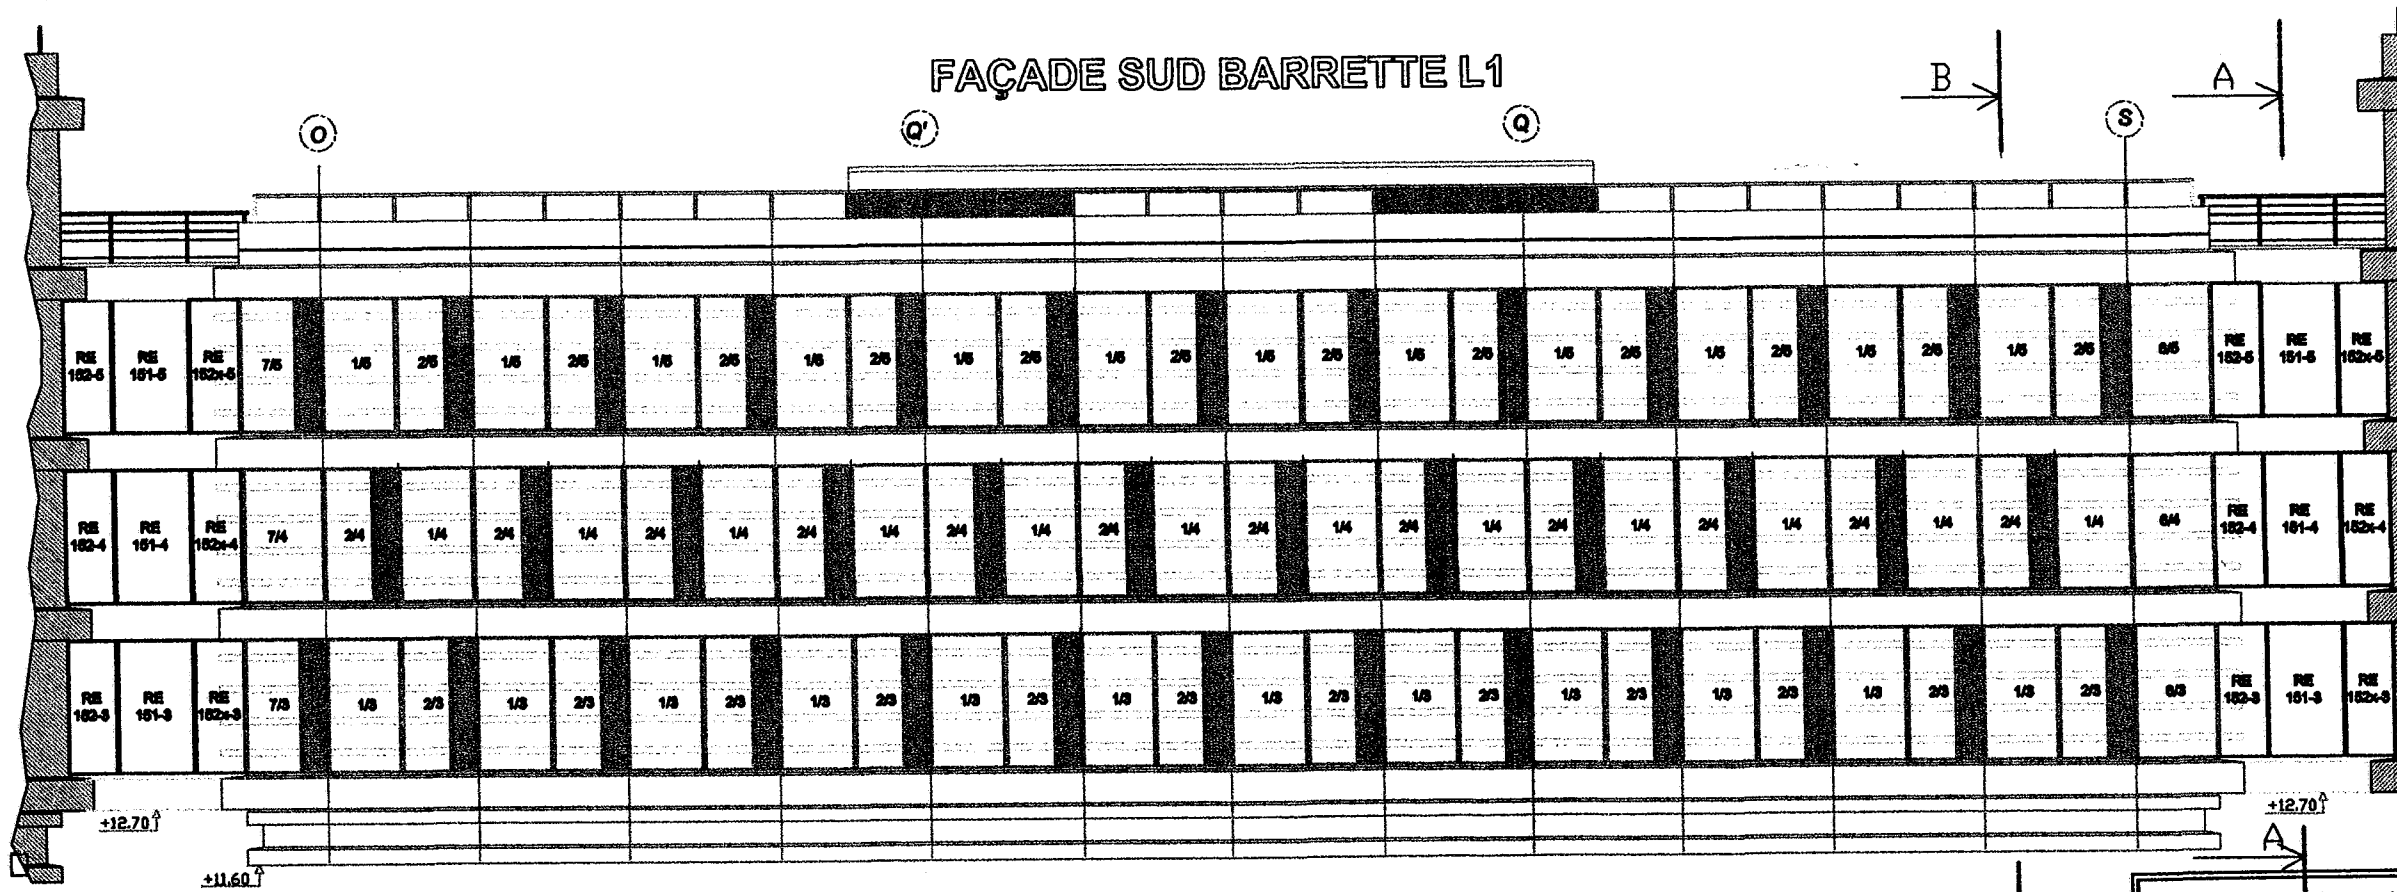 FAÇADE SUD BARRETTE L1
B A
O Q' Q S
RE 152-5 RE 151-5 RE 152x-5 7/5 1/5 2/5 1/5 2/5 1/5 2/5 1/5 2/5 1/5 2/5 1/5 2/5 1/5 2/5 1/5 2/5 1/5 2/5 1/5 2/5 1/5 2/5 1/5 2/5 6/5 RE 152-5 RE 151-5 RE 152x-5
RE 152-4 RE 151-4 RE 152x-4 7/4 2/4 1/4 2/4 1/4 2/4 1/4 2/4 1/4 2/4 1/4 2/4 1/4 2/4 1/4 2/4 1/4 2/4 1/4 2/4 1/4 2/4 1/4 2/4 1/4 6/4 RE 152-4 RE 151-4 RE 152x-4
RE 152-3 RE 151-3 RE 152x-3 7/3 1/3 2/3 1/3 2/3 1/3 2/3 1/3 2/3 1/3 2/3 1/3 2/3 1/3 2/3 1/3 2/3 1/3 2/3 1/3 2/3 1/3 2/3 1/3 2/3 6/3 RE 152-3 RE 151-3 RE 152x-3
+12.70 +12.70
A
+11.60